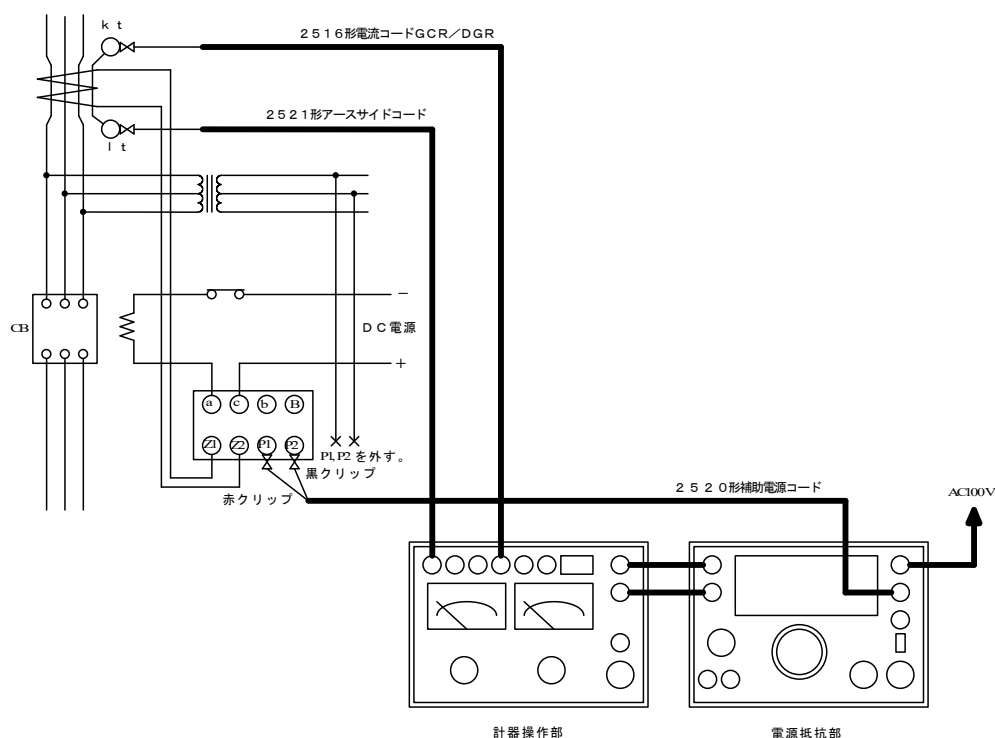 k t
2516形電流コードGCR/DGR
2521形アースサイドコード
l t
－
CB
DC電源
＋
a c b B
Z1 Z2 P1 P2
P1,P2を外す。
黒クリップ
赤クリップ
2520形補助電源コード
AC100V
計器操作部
電源抵抗部